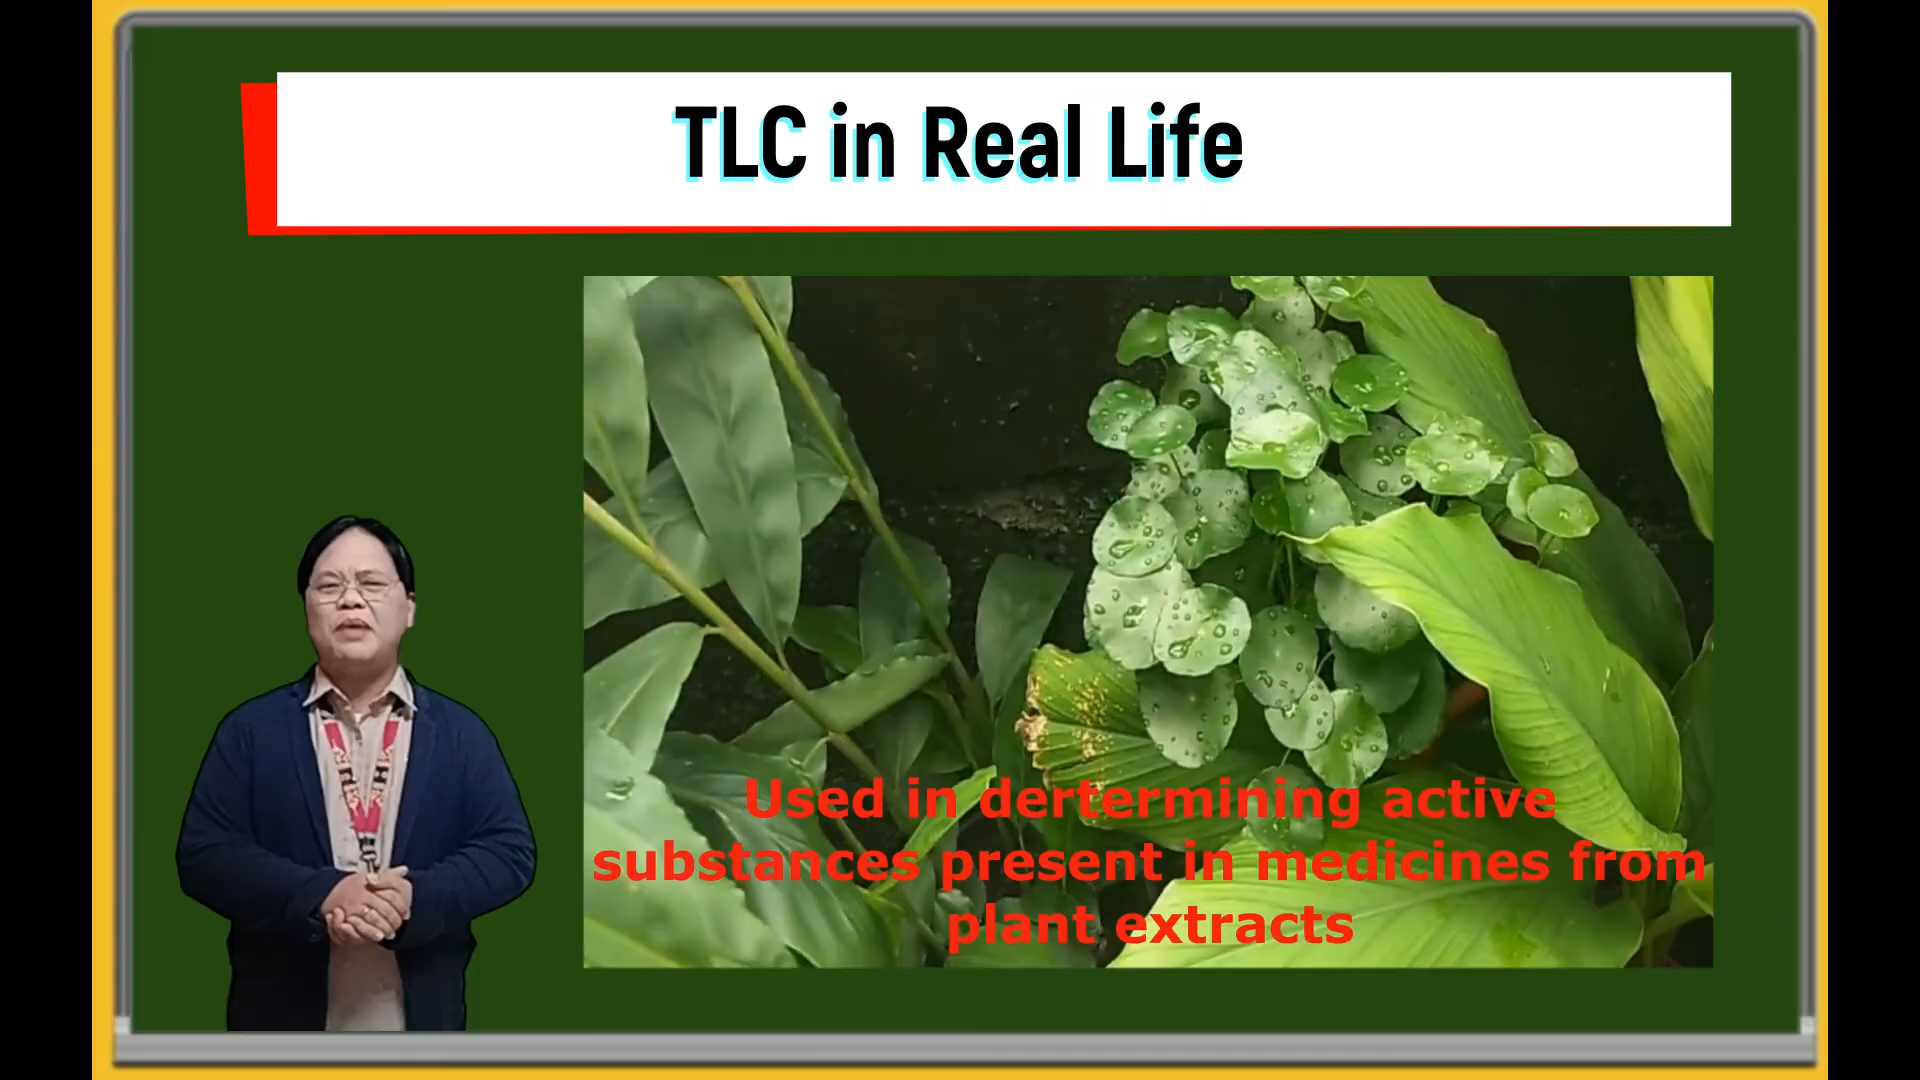 TLC in Real Life
Used in dertermining active
substances present in medicines from
plant extracts